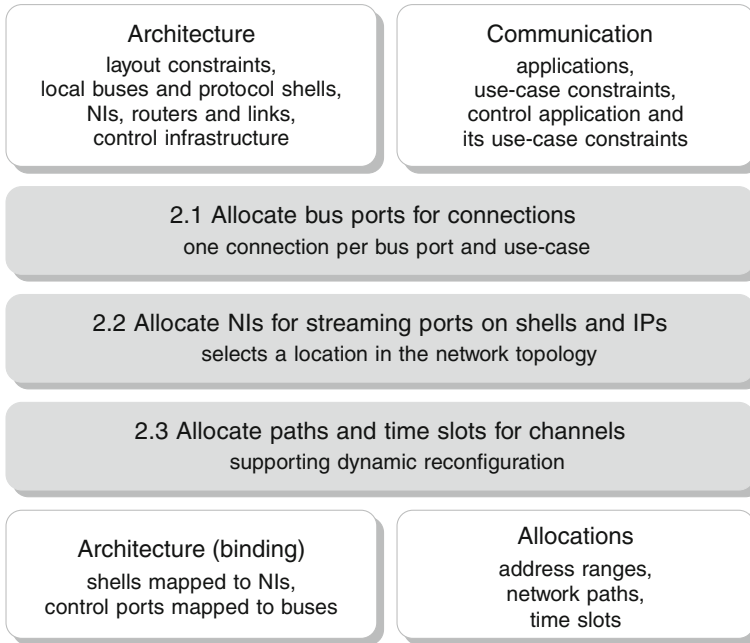 Architecture
layout constraints,
local buses and protocol shells,
NIs, routers and links,
control infrastructure
Communication
applications,
use-case constraints,
control application and
its use-case constraints
2.1 Allocate bus ports for connections
one connection per bus port and use-case
2.2 Allocate NIs for streaming ports on shells and IPs
selects a location in the network topology
2.3 Allocate paths and time slots for channels
supporting dynamic reconfiguration
Architecture (binding)
shells mapped to NIs,
control ports mapped to buses
Allocations
address ranges,
network paths,
time slots